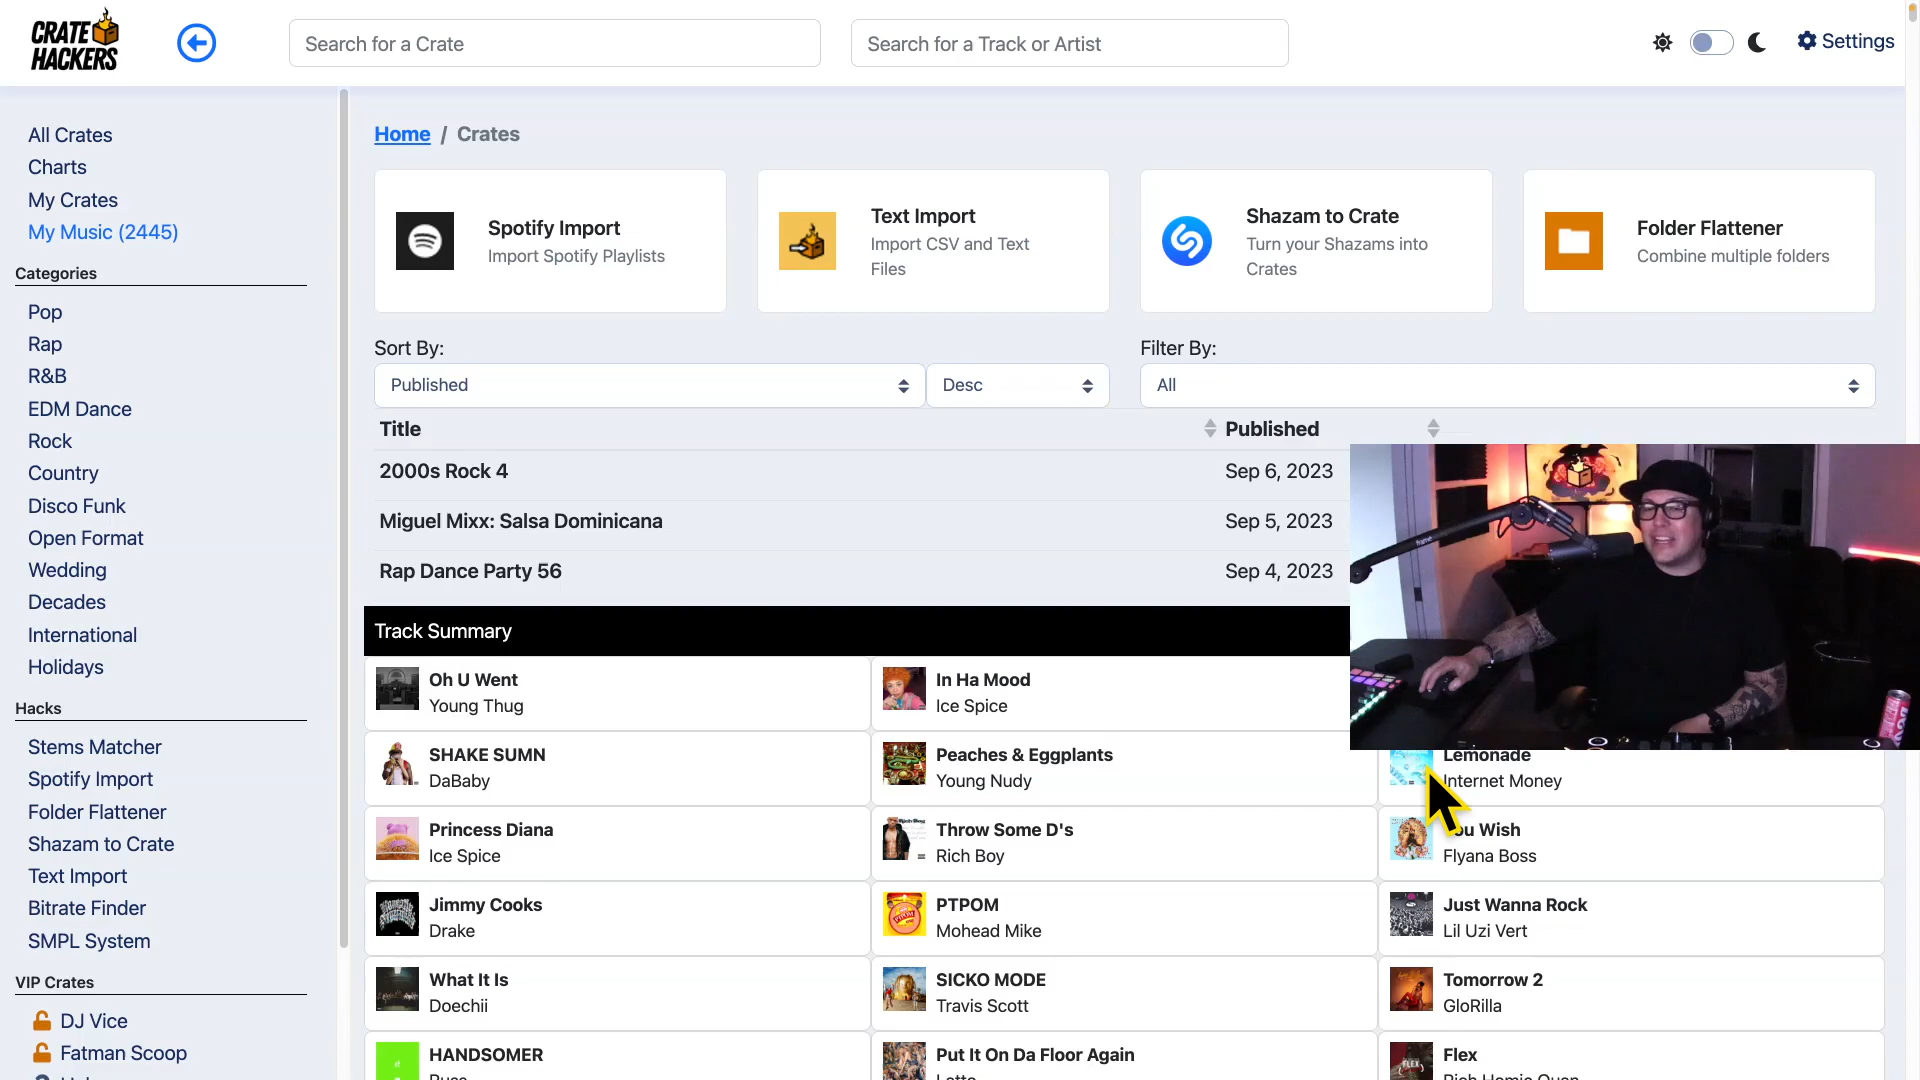 CRATE
HACKERS
Search for a Crate
Search for a Track or Artist
Settings
All Crates
Charts
My Crates
My Music (2445)
Categories
Pop
Rap
R&B
EDM Dance
Rock
Country
Disco Funk
Open Format
Wedding
Decades
International
Holidays
Hacks
Stems Matcher
Spotify Import
Folder Flattener
Shazam to Crate
Text Import
Bitrate Finder
SMPL System
VIP Crates
DJ Vice
Fatman Scoop
Home / Crates
Spotify Import
Import Spotify Playlists
Text Import
Import CSV and Text
Files
Shazam to Crate
Turn your Shazams into
Crates
Folder Flattener
Combine multiple folders
Sort By:
Published
Desc
Filter By:
All
Title
Published
2000s Rock 4
Sep 6, 2023
Miguel Mixx: Salsa Dominicana
Sep 5, 2023
Rap Dance Party 56
Sep 4, 2023
Track Summary
Oh U Went
Young Thug
In Ha Mood
Ice Spice
SHAKE SUMN
DaBaby
Peaches & Eggplants
Young Nudy
Lemonade
Internet Money
Princess Diana
Ice Spice
Throw Some D's
Rich Boy
You Wish
Flyana Boss
Jimmy Cooks
Drake
PTPOM
Mohead Mike
Just Wanna Rock
Lil Uzi Vert
What It Is
Doechii
SICKO MODE
Travis Scott
Tomorrow 2
GloRilla
HANDSOMER
Russ
Put It On Da Floor Again
Latto
Flex
Rich Homie Quan
frame